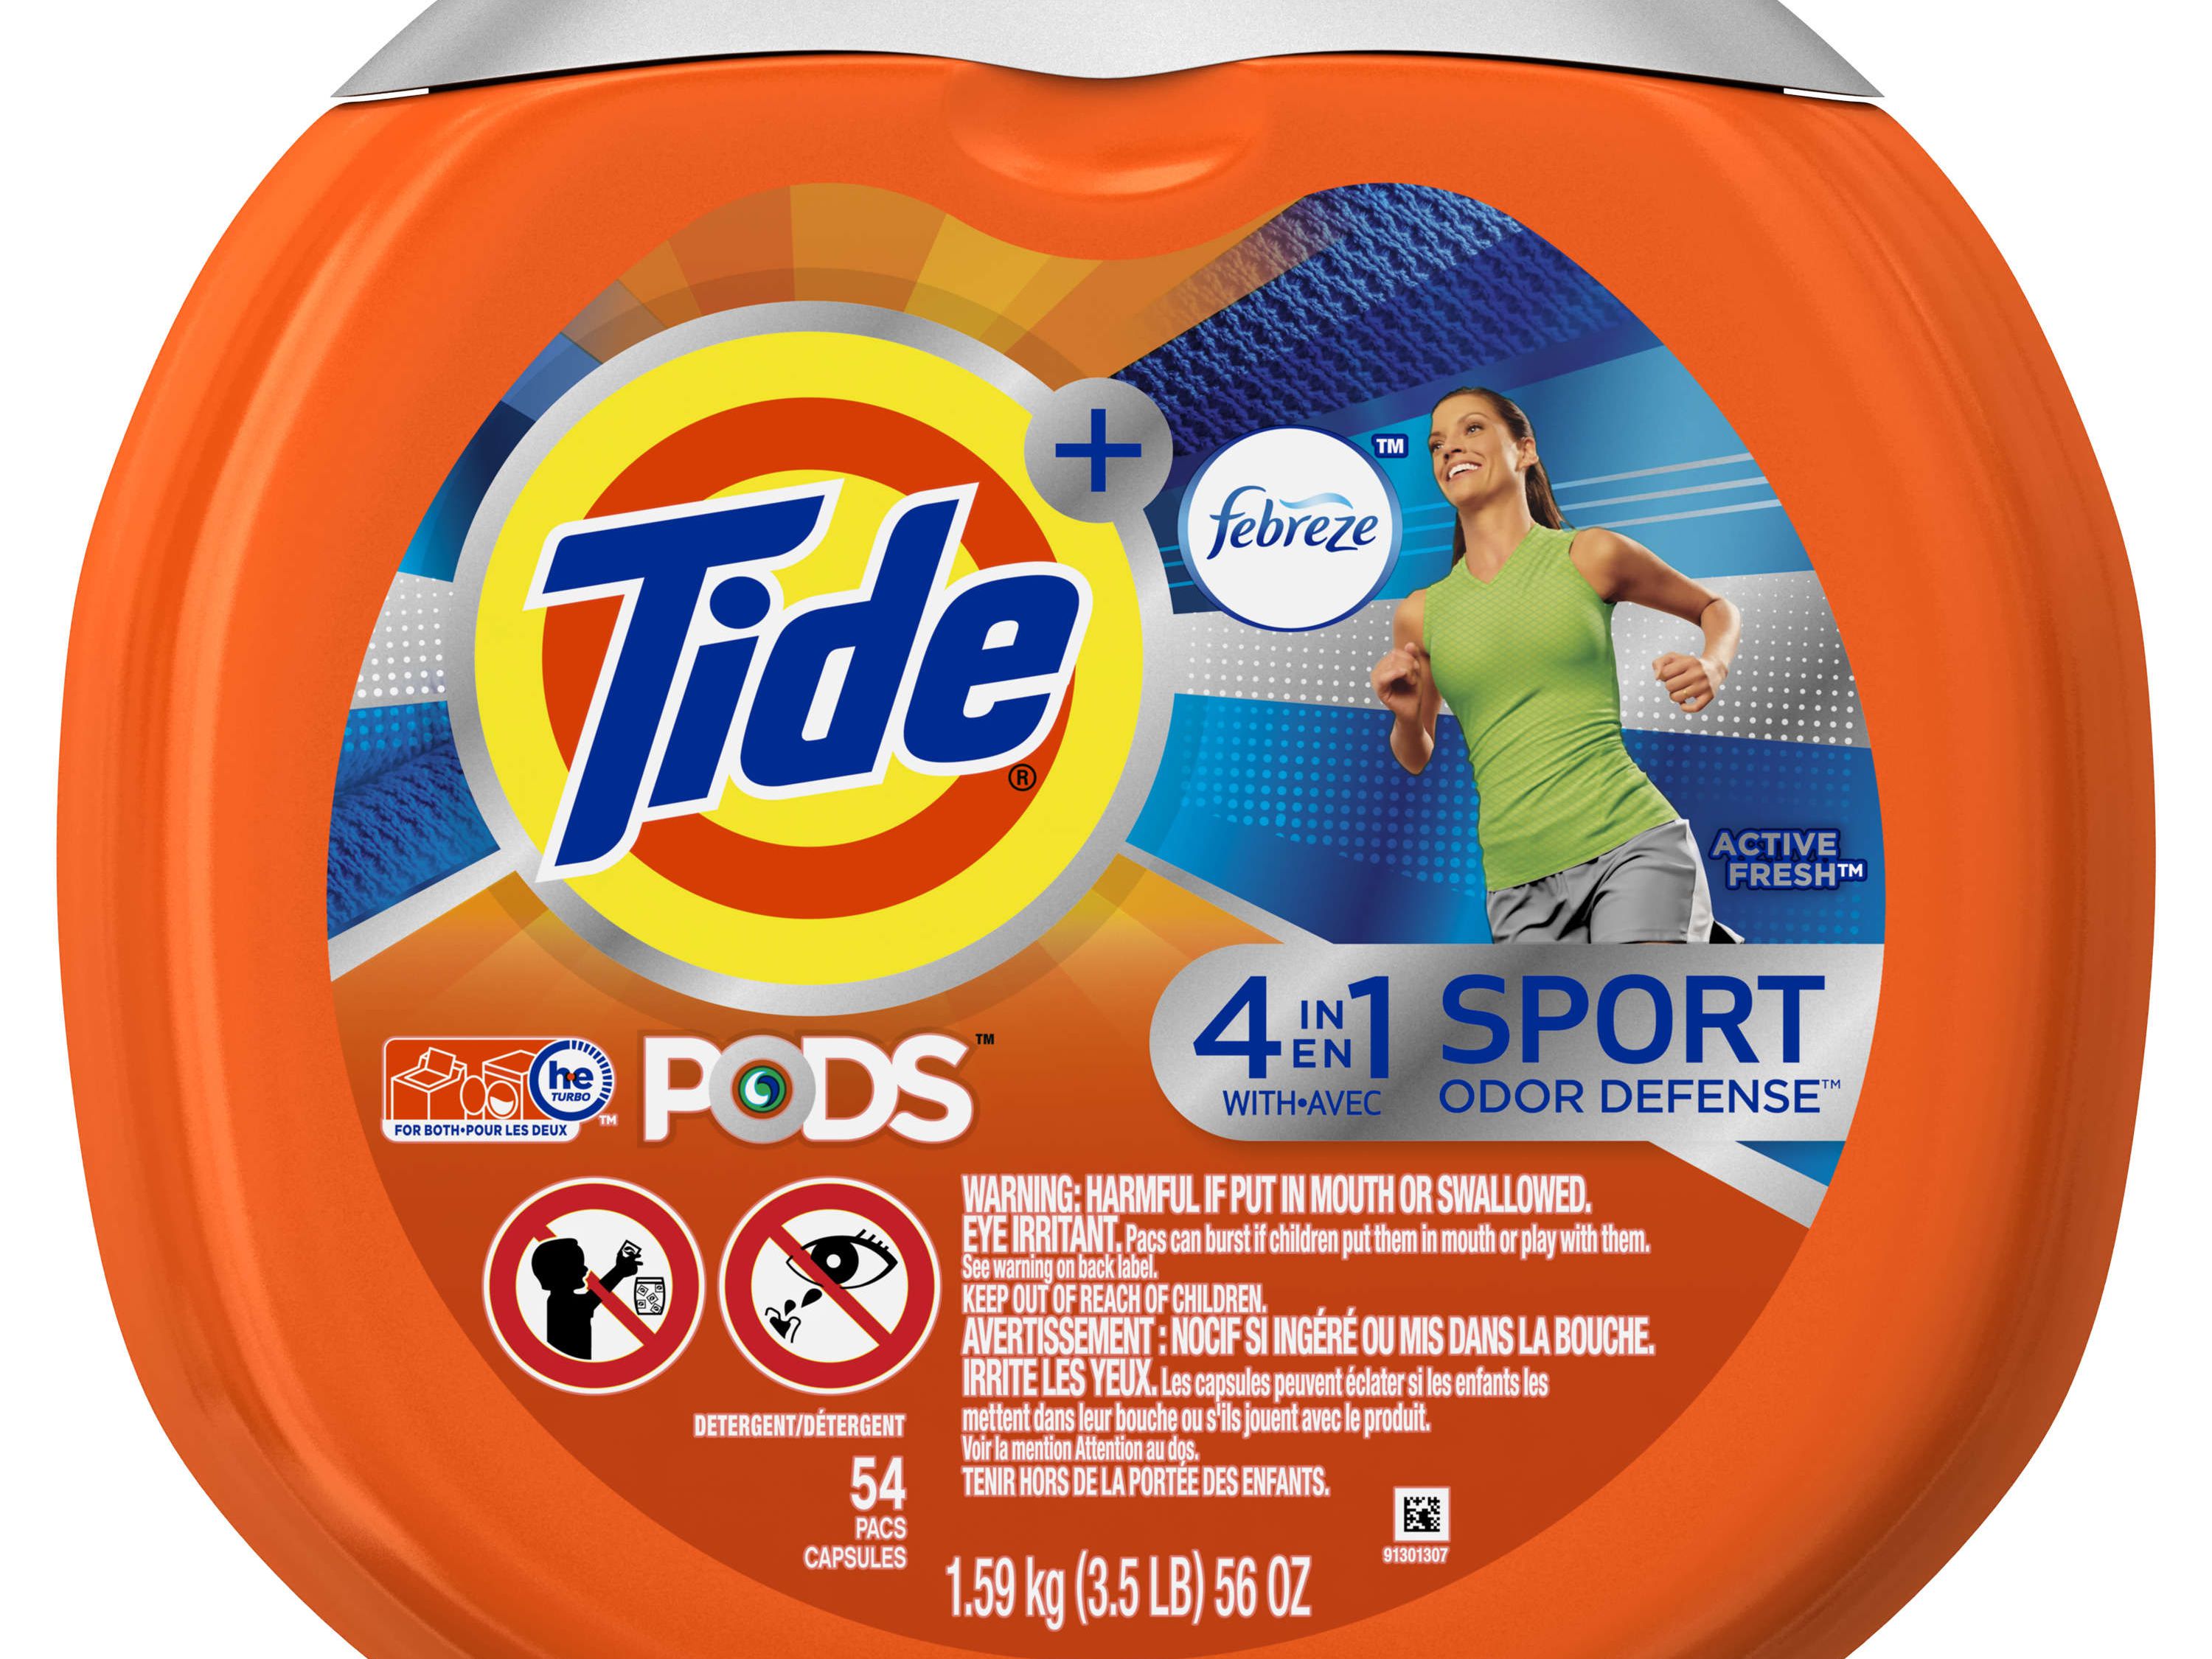 Tide®
+
febreze™
ACTIVE
FRESH™
4 IN EN 1
WITH•AVEC
SPORT
ODOR DEFENSE™
he
TURBO
™
FOR BOTH•POUR LES DEUX
PODS™
WARNING: HARMFUL IF PUT IN MOUTH OR SWALLOWED.
EYE IRRITANT. Pacs can burst if children put them in mouth or play with them.
See warning on back label.
KEEP OUT OF REACH OF CHILDREN.
AVERTISSEMENT : NOCIF SI INGÉRÉ OU MIS DANS LA BOUCHE.
IRRITE LES YEUX. Les capsules peuvent éclater si les enfants les
mettent dans leur bouche ou s'ils jouent avec le produit.
Voir la mention Attention au dos.
TENIR HORS DE LA PORTÉE DES ENFANTS.
DETERGENT/DÉTERGENT
54
PACS
CAPSULES
1.59 kg (3.5 LB) 56 OZ
91301307